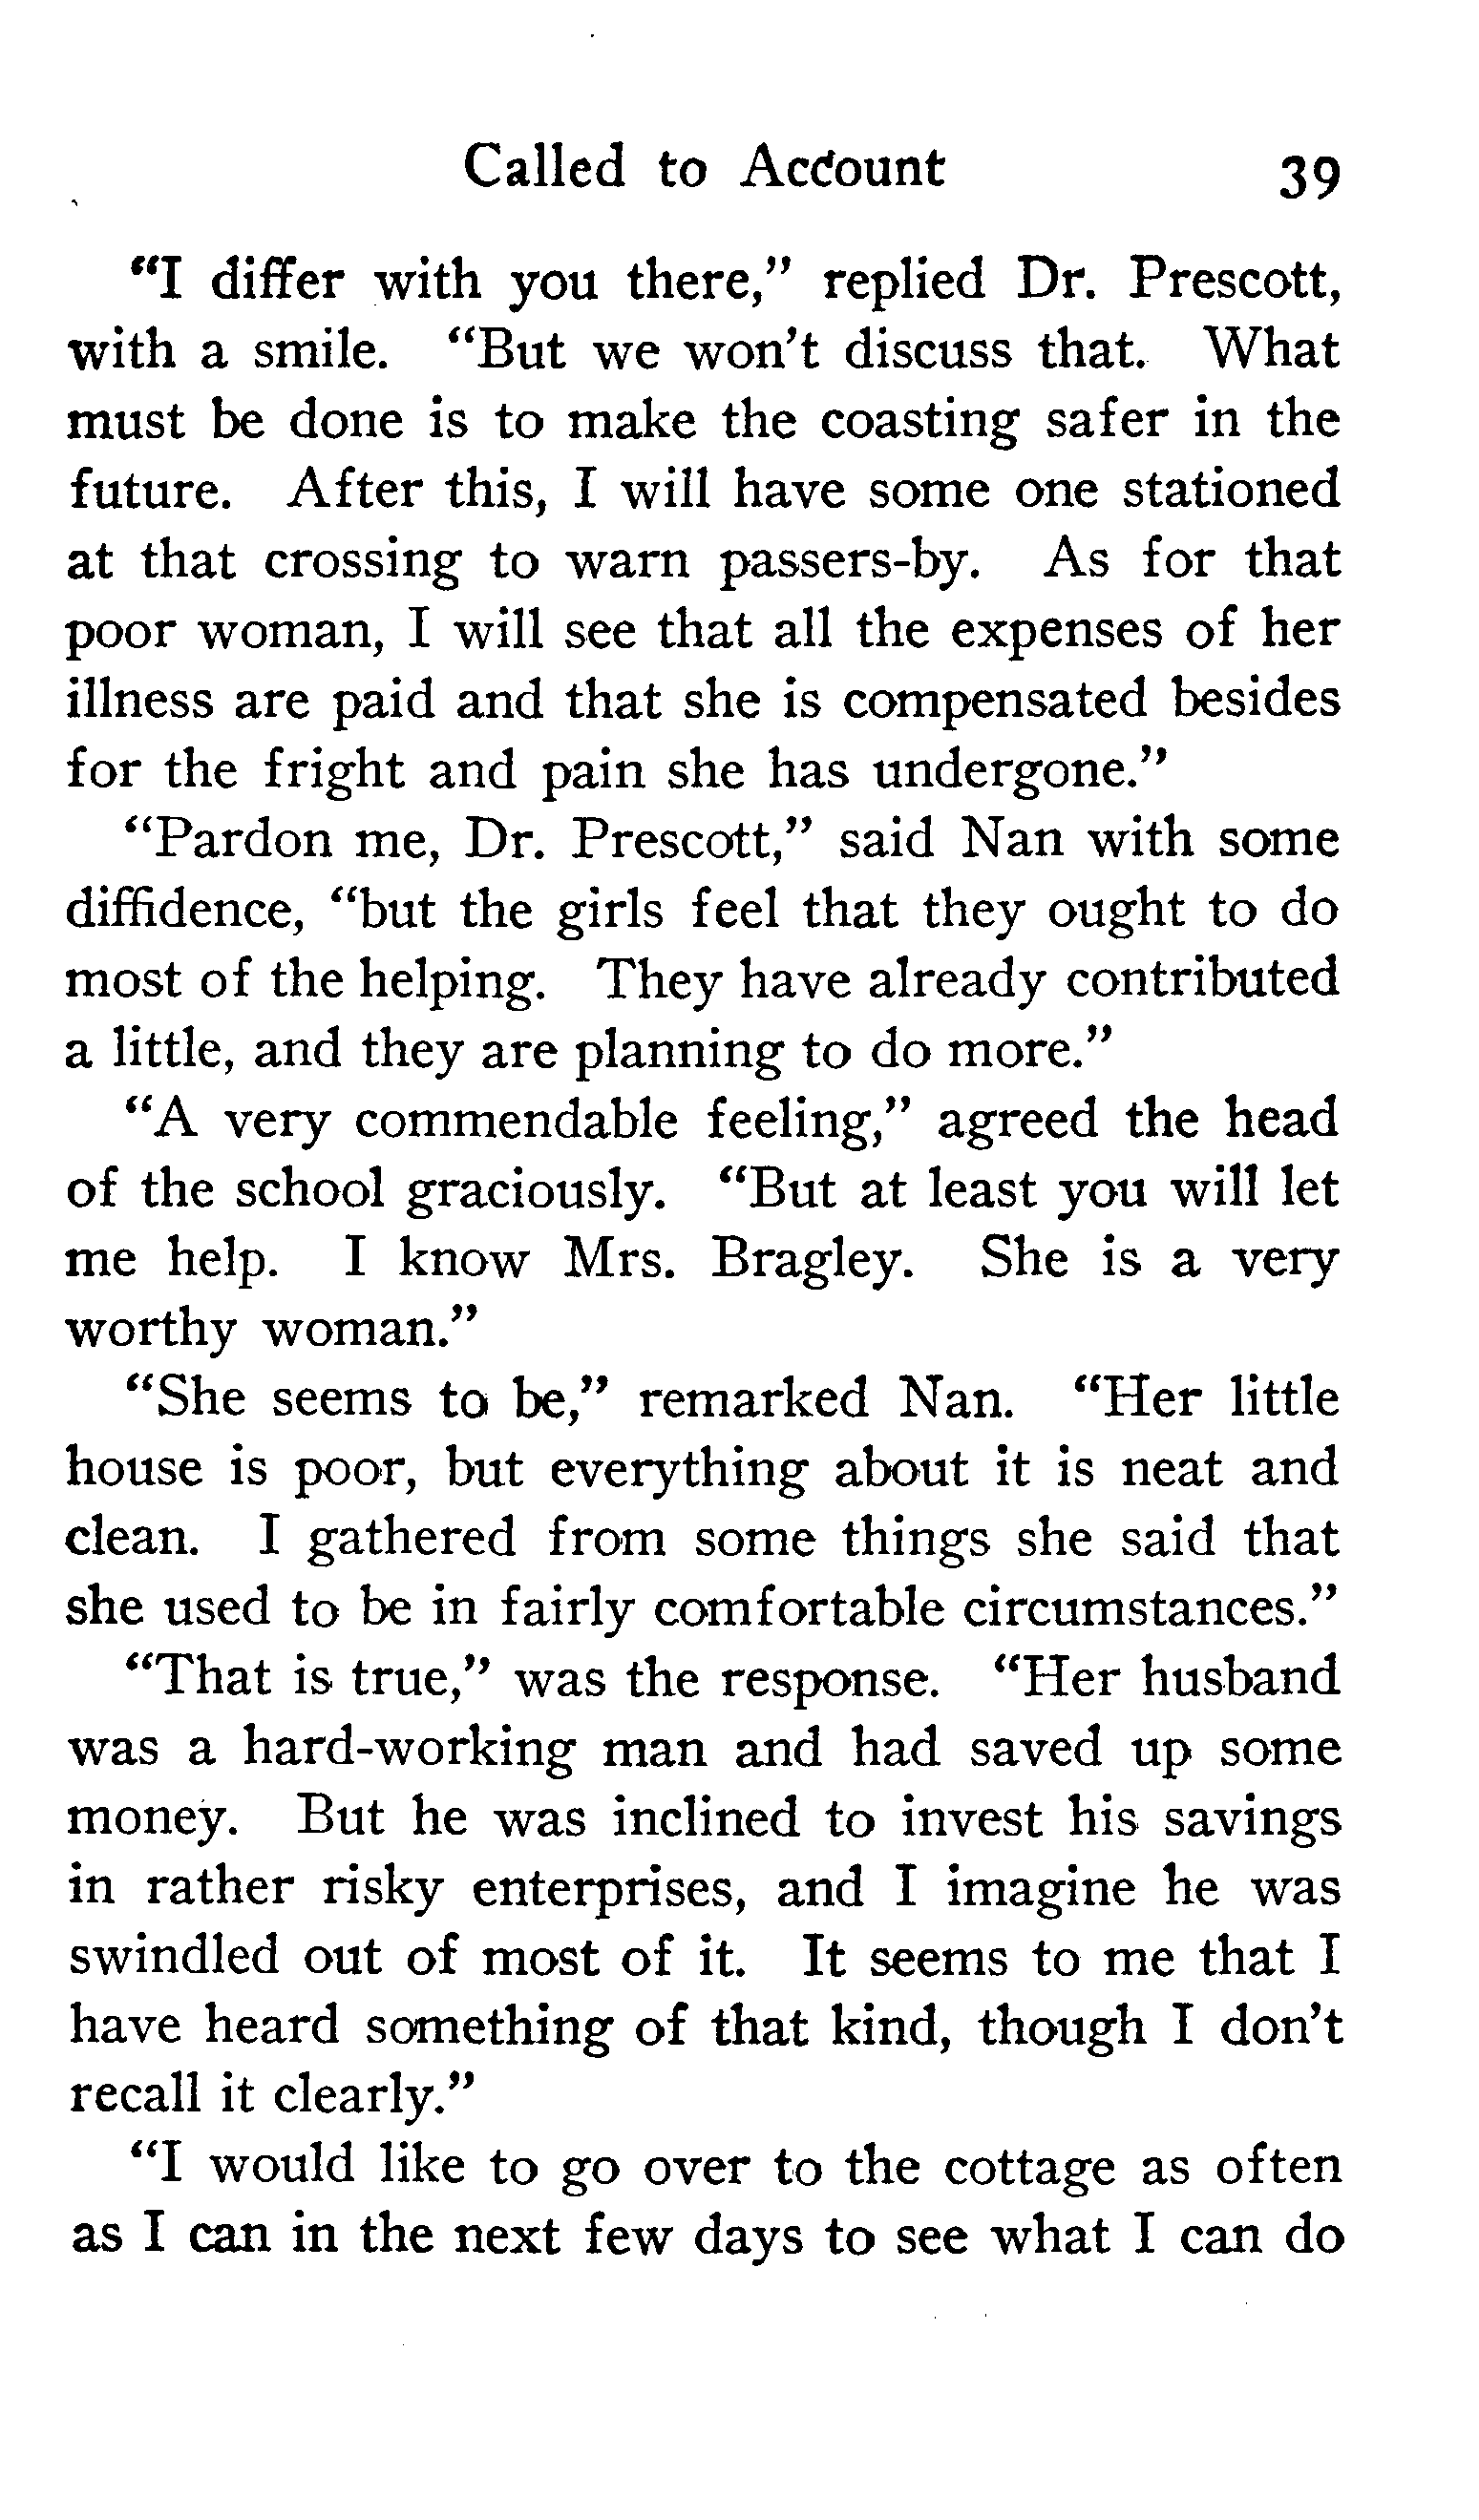 Called to Account 39
"I differ with you there," replied Dr. Prescott,
with a smile. "But we won't discuss that. What
must be done is to make the coasting safer in the
future. After this, I will have some one stationed
at that crossing to warn passers-by. As for that
poor woman, I will see that all the expenses of her
illness are paid and that she is compensated besides
for the fright and pain she has undergone."
"Pardon me, Dr. Prescott," said Nan with some
diffidence, "but the girls feel that they ought to do
most of the helping. They have already contributed
a little, and they are planning to do more."
"A very commendable feeling," agreed the head
of the school graciously. "But at least you will let
me help. I know Mrs. Bragley. She is a very
worthy woman."
"She seems to be," remarked Nan. "Her little
house is poor, but everything about it is neat and
clean. I gathered from some things she said that
she used to be in fairly comfortable circumstances."
"That is true," was the response. "Her husband
was a hard-working man and had saved up some
money. But he was inclined to invest his savings
in rather risky enterprises, and I imagine he was
swindled out of most of it. It seems to me that I
have heard something of that kind, though I don't
recall it clearly."
"I would like to go over to the cottage as often
as I can in the next few days to see what I can do